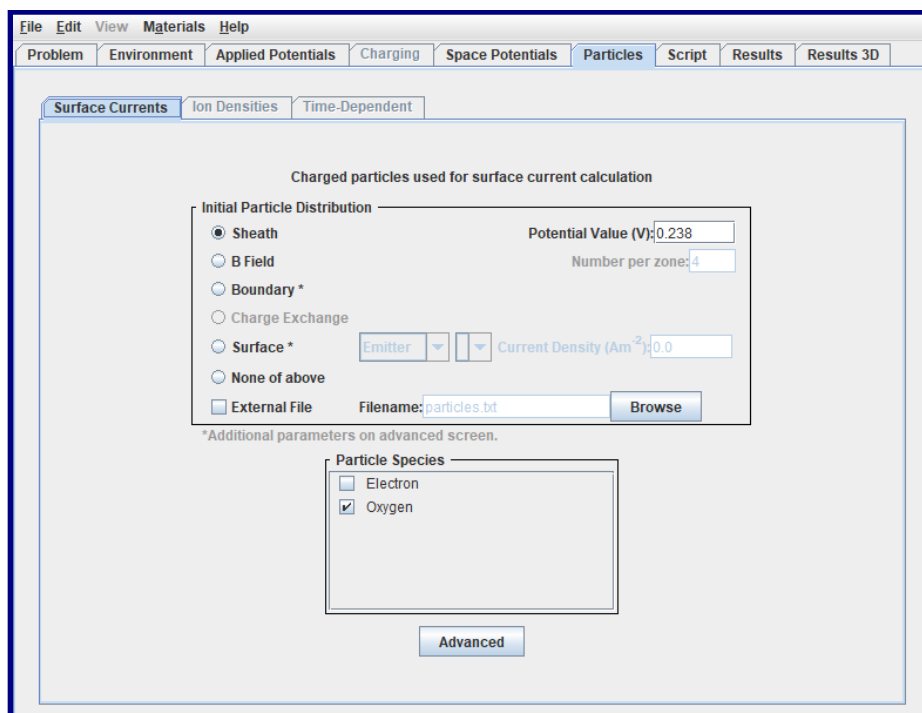 File Edit View Materials Help
Problem Environment Applied Potentials Charging Space Potentials Particles Script Results Results 3D
Surface Currents Ion Densities Time-Dependent
Charged particles used for surface current calculation
Initial Particle Distribution
Sheath Potential Value (V): 0.238
B Field Number per zone: 4
Boundary *
Charge Exchange
Surface * Emitter Current Density (Am⁻²): 0.0
None of above
External File Filename: particles.txt Browse
*Additional parameters on advanced screen.
Particle Species
Electron
Oxygen
Advanced